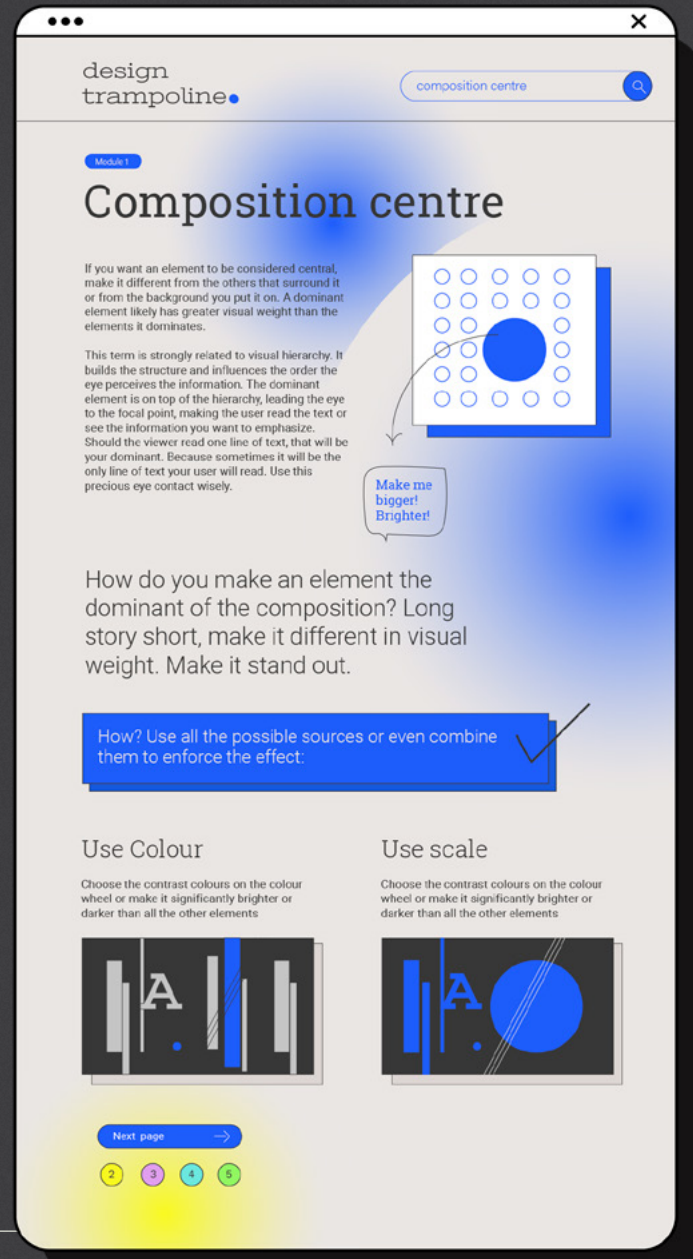 design
trampoline.
composition centre
Module 1
Composition centre
If you want an element to be considered central,
make it different from the others that surround it
or from the background you put it on. A dominant
element likely has greater visual weight than the
elements it dominates.
This term is strongly related to visual hierarchy. It
builds the structure and influences the order the
eye perceives the information. The dominant
element is on top of the hierarchy, leading the eye
to the focal point, making the user read the text or
see the information you want to emphasize.
Should the viewer read one line of text, that will be
your dominant. Because sometimes it will be the
only line of text your user will read. Use this
precious eye contact wisely.
Make me
bigger!
Brighter!
How do you make an element the
dominant of the composition? Long
story short, make it different in visual
weight. Make it stand out.
How? Use all the possible sources or even combine
them to enforce the effect:
Use Colour
Choose the contrast colours on the colour
wheel or make it significantly brighter or
darker than all the other elements
A.
Use scale
Choose the contrast colours on the colour
wheel or make it significantly brighter or
darker than all the other elements
A.
Next page
2 3 4 5